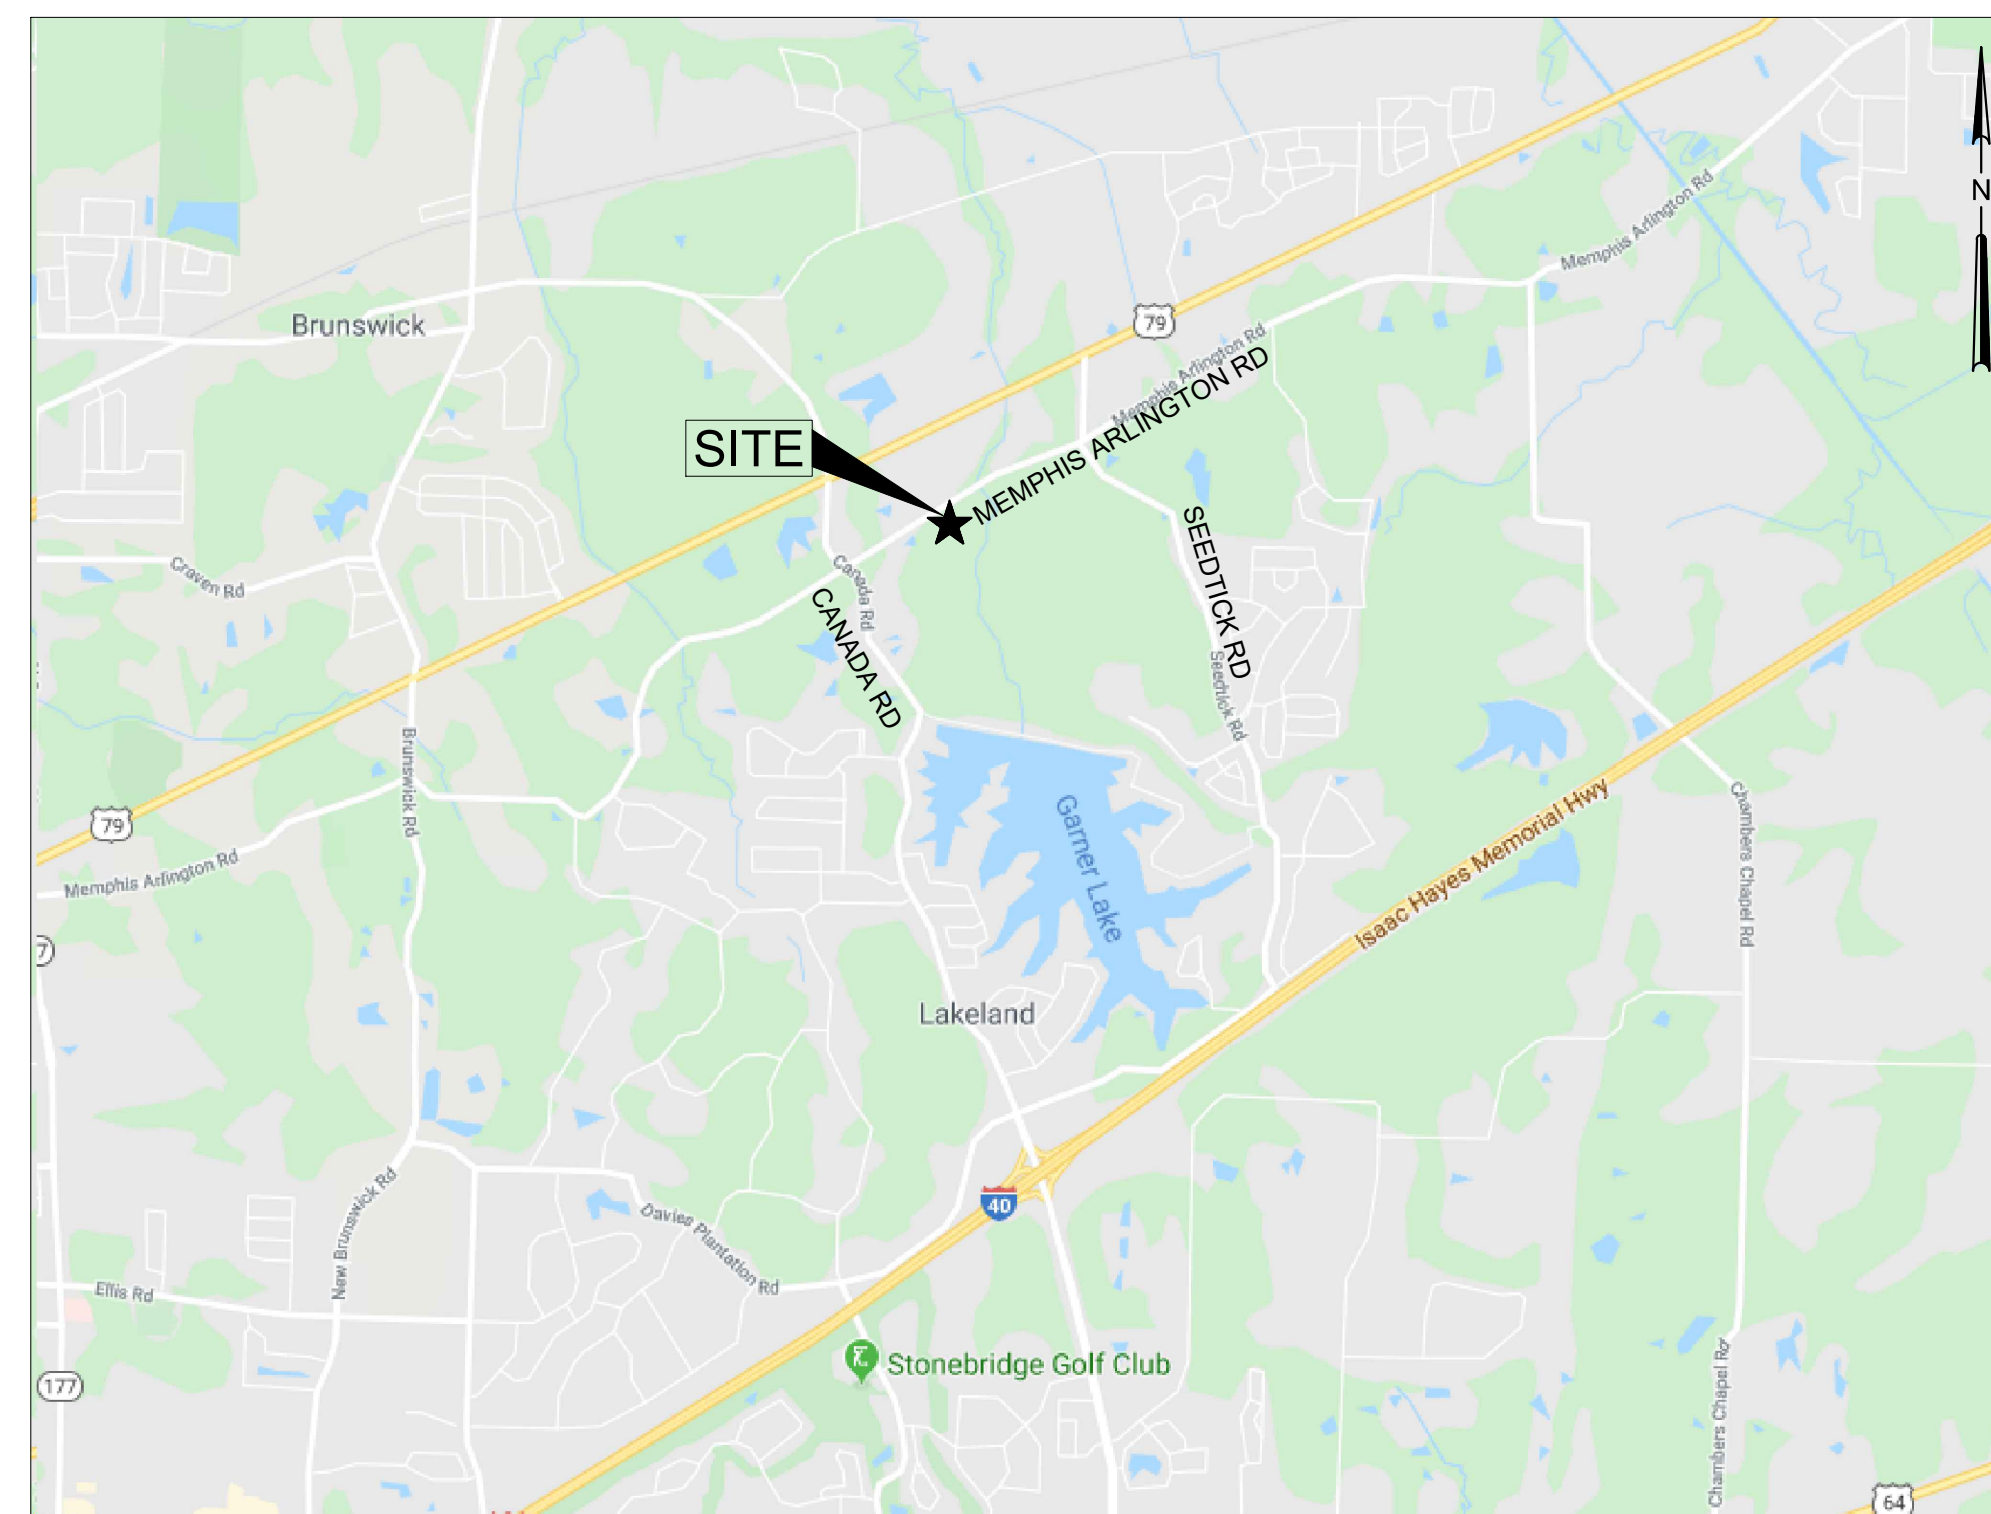 N
Memphis Arlington Rd
Brunswick
79
Memphis Arlington Rd
MEMPHIS ARLINGTON RD
SITE
Craven Rd
Canada Rd
CANADA RD
SEEDTICK RD
Seedtick Rd
Brunswick Rd
79
Memphis Arlington Rd
Garner Lake
Isaac Hayes Memorial Hwy
Chambers Chapel Rd
7
Lakeland
New Brunswick Rd
Davies Plantation Rd
40
Ellis Rd
Stonebridge Golf Club
177
Chambers Chapel Rd
64